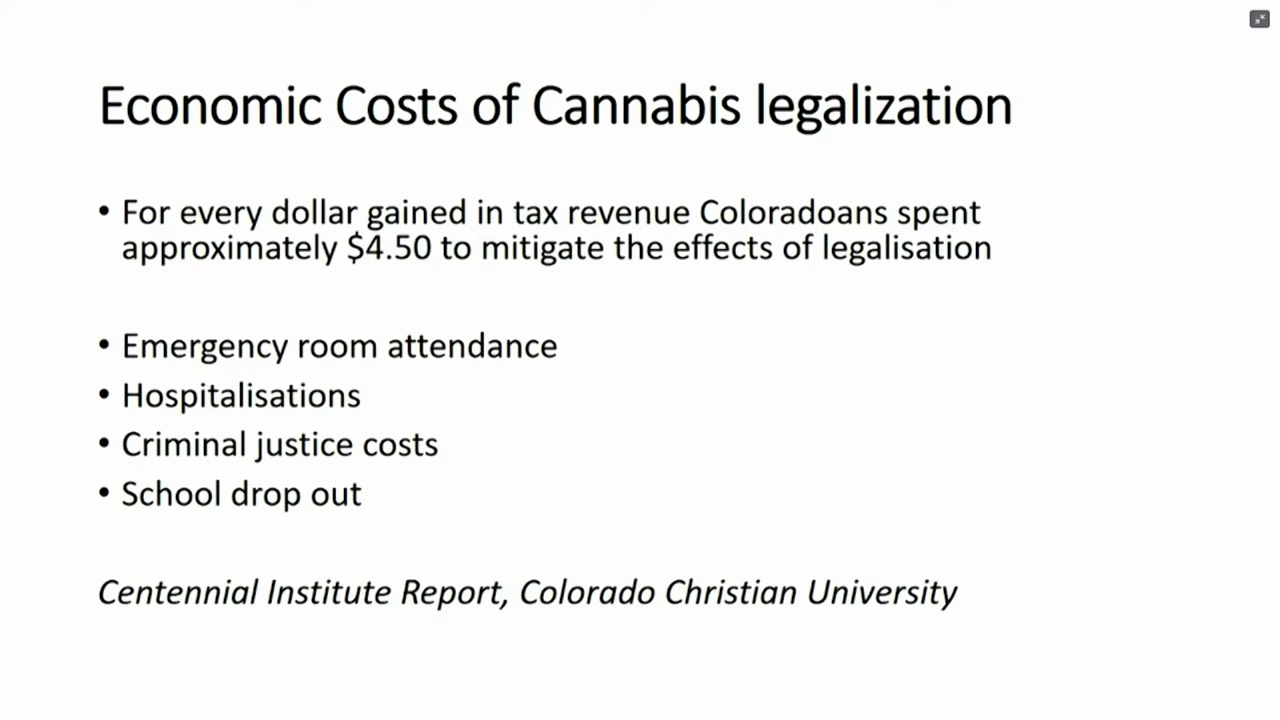 Economic Costs of Cannabis legalization
• For every dollar gained in tax revenue Coloradoans spent
approximately $4.50 to mitigate the effects of legalisation
• Emergency room attendance
• Hospitalisations
• Criminal justice costs
• School drop out
Centennial Institute Report, Colorado Christian University